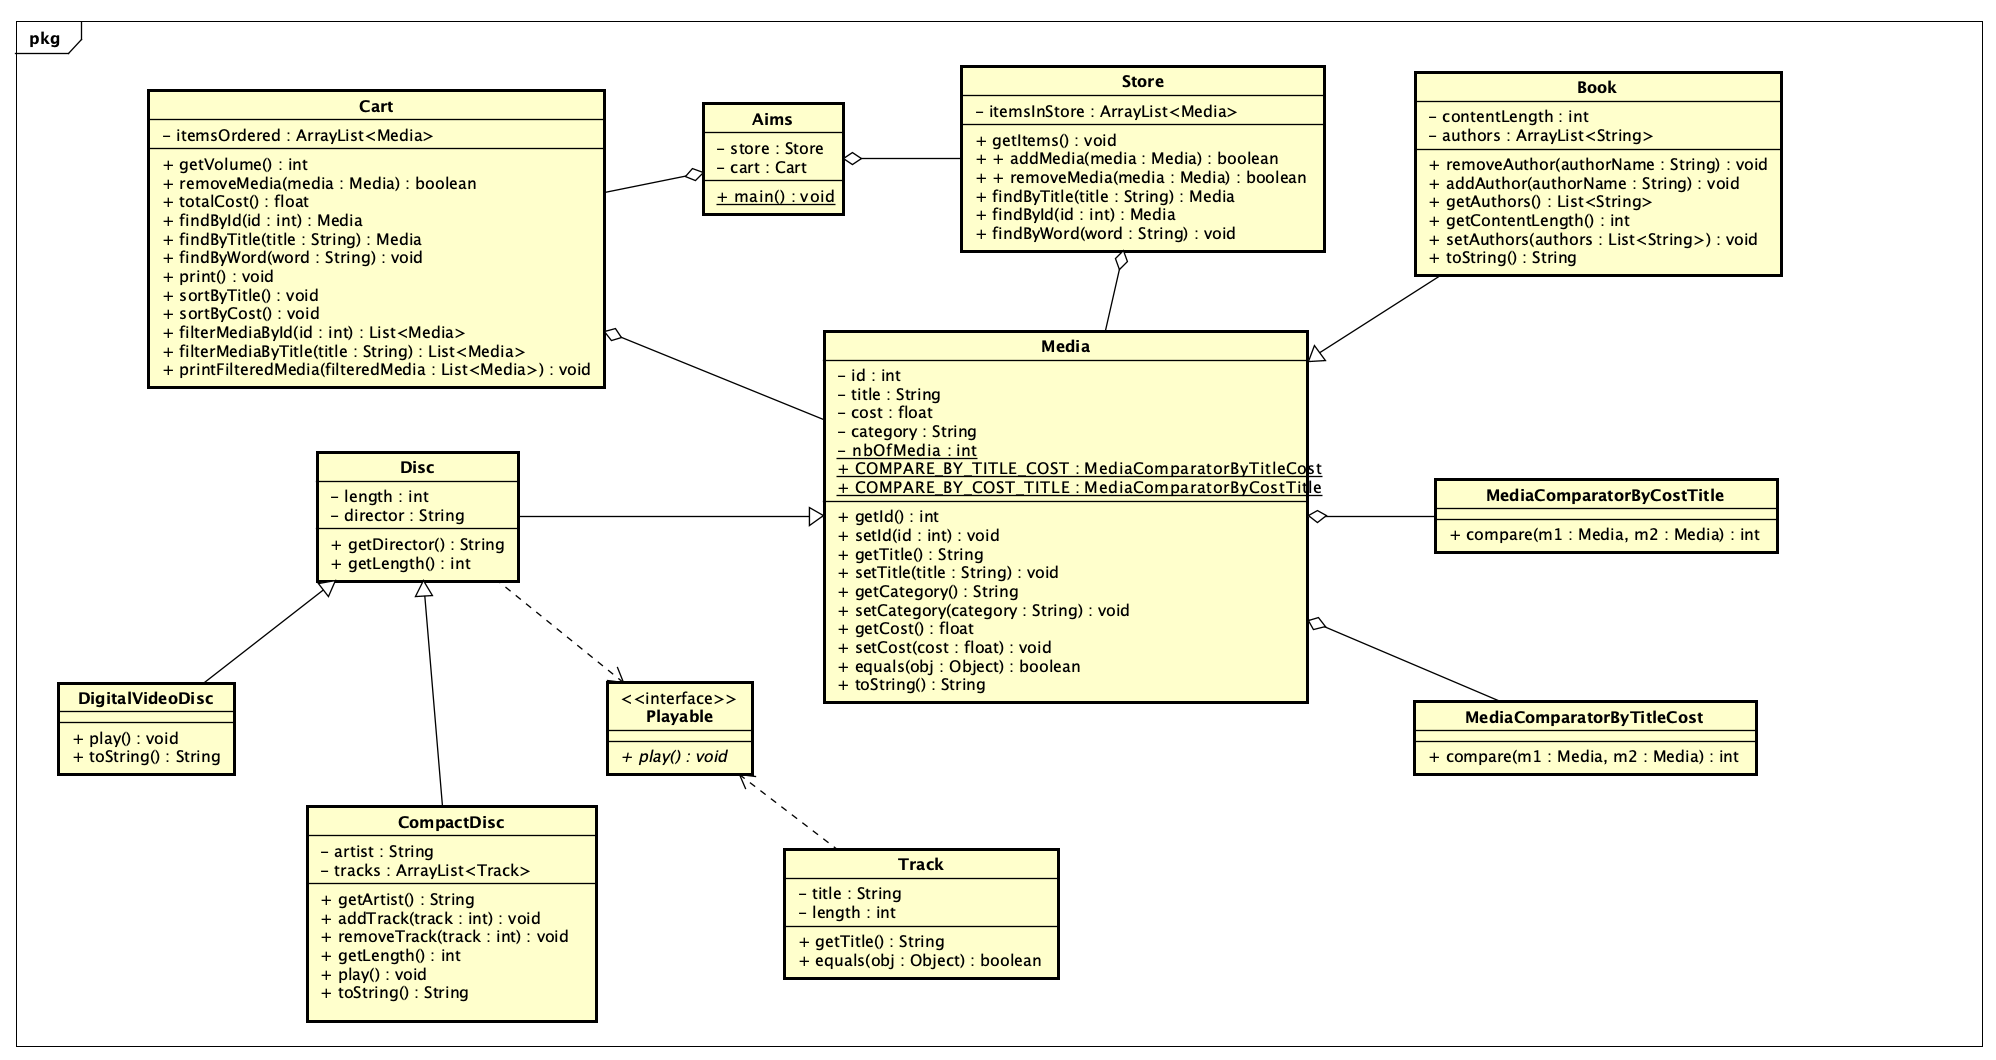 pkg
Cart
– itemsOrdered : ArrayList<Media>
+ getVolume() : int
+ removeMedia(media : Media) : boolean
+ totalCost() : float
+ findById(id : int) : Media
+ findByTitle(title : String) : Media
+ findByWord(word : String) : void
+ print() : void
+ sortByTitle() : void
+ sortByCost() : void
+ filterMediaById(id : int) : List<Media>
+ filterMediaByTitle(title : String) : List<Media>
+ printFilteredMedia(filteredMedia : List<Media>) : void
Aims
– store : Store
– cart : Cart
+ main() : void
Store
– itemsInStore : ArrayList<Media>
+ getItems() : void
+ + addMedia(media : Media) : boolean
+ + removeMedia(media : Media) : boolean
+ findByTitle(title : String) : Media
+ findById(id : int) : Media
+ findByWord(word : String) : void
Book
– contentLength : int
– authors : ArrayList<String>
+ removeAuthor(authorName : String) : void
+ addAuthor(authorName : String) : void
+ getAuthors() : List<String>
+ getContentLength() : int
+ setAuthors(authors : List<String>) : void
+ toString() : String
Media
– id : int
– title : String
– cost : float
– category : String
– nbOfMedia : int
+ COMPARE_BY_TITLE_COST : MediaComparatorByTitleCost
+ COMPARE_BY_COST_TITLE : MediaComparatorByCostTitle
+ getId() : int
+ setId(id : int) : void
+ getTitle() : String
+ setTitle(title : String) : void
+ getCategory() : String
+ setCategory(category : String) : void
+ getCost() : float
+ setCost(cost : float) : void
+ equals(obj : Object) : boolean
+ toString() : String
Disc
– length : int
– director : String
+ getDirector() : String
+ getLength() : int
MediaComparatorByCostTitle
+ compare(m1 : Media, m2 : Media) : int
DigitalVideoDisc
+ play() : void
+ toString() : String
<<interface>>
Playable
+ play() : void
MediaComparatorByTitleCost
+ compare(m1 : Media, m2 : Media) : int
CompactDisc
– artist : String
– tracks : ArrayList<Track>
+ getArtist() : String
+ addTrack(track : int) : void
+ removeTrack(track : int) : void
+ getLength() : int
+ play() : void
+ toString() : String
Track
– title : String
– length : int
+ getTitle() : String
+ equals(obj : Object) : boolean